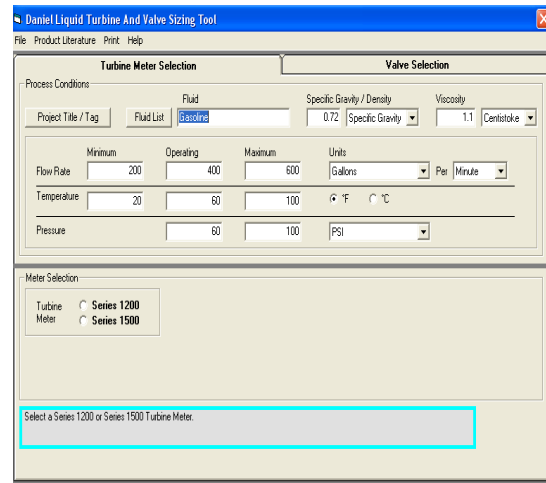 Daniel Liquid Turbine And Valve Sizing Tool
File Product Literature Print Help
Turbine Meter Selection Valve Selection
Process Conditions
Fluid Specific Gravity / Density Viscosity
Project Title / Tag Fluid List Gasoline 0.72 Specific Gravity 1.1 Centistoke
Minimum Operating Maximum Units
Flow Rate 200 400 600 Gallons Per Minute
Temperature 20 60 100 °F °C
Pressure 60 100 PSI
Meter Selection
Turbine Meter
Series 1200
Series 1500
Select a Series 1200 or Series 1500 Turbine Meter.